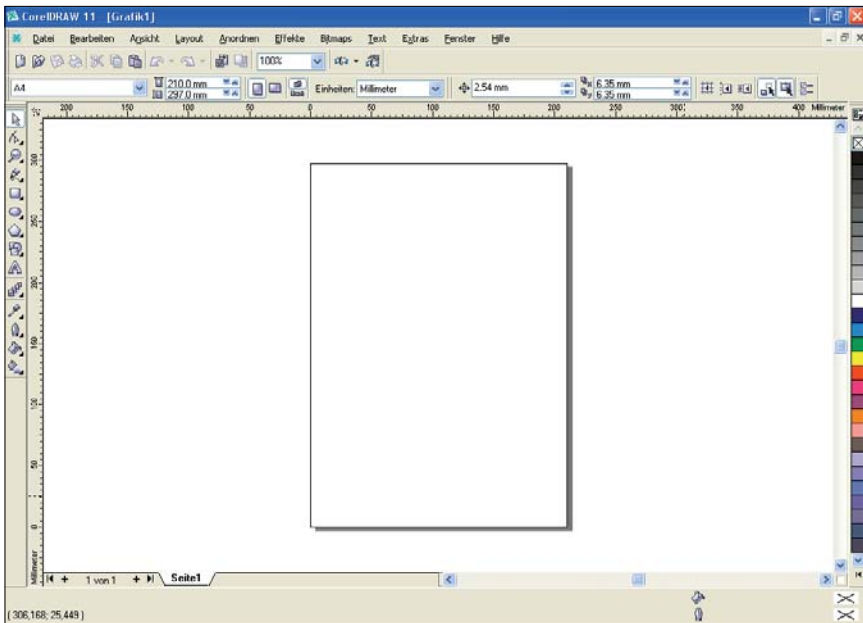 CorelDRAW 11 [Grafik1]
Datei Bearbeiten Ansicht Layout Anordnen Effekte Bitmaps Text Extras Fenster Hilfe
100%
A4 210.0 mm Einheiten: Millimeter 2.54 mm 6.35 mm
297.0 mm 6.35 mm
200 150 100 50 0 50 100 150 200 250 300 350 400 Millimeter
300
250
200
150
100
50
0
Millimeter
1 von 1 Seite1
( 306,168; 25,449 )